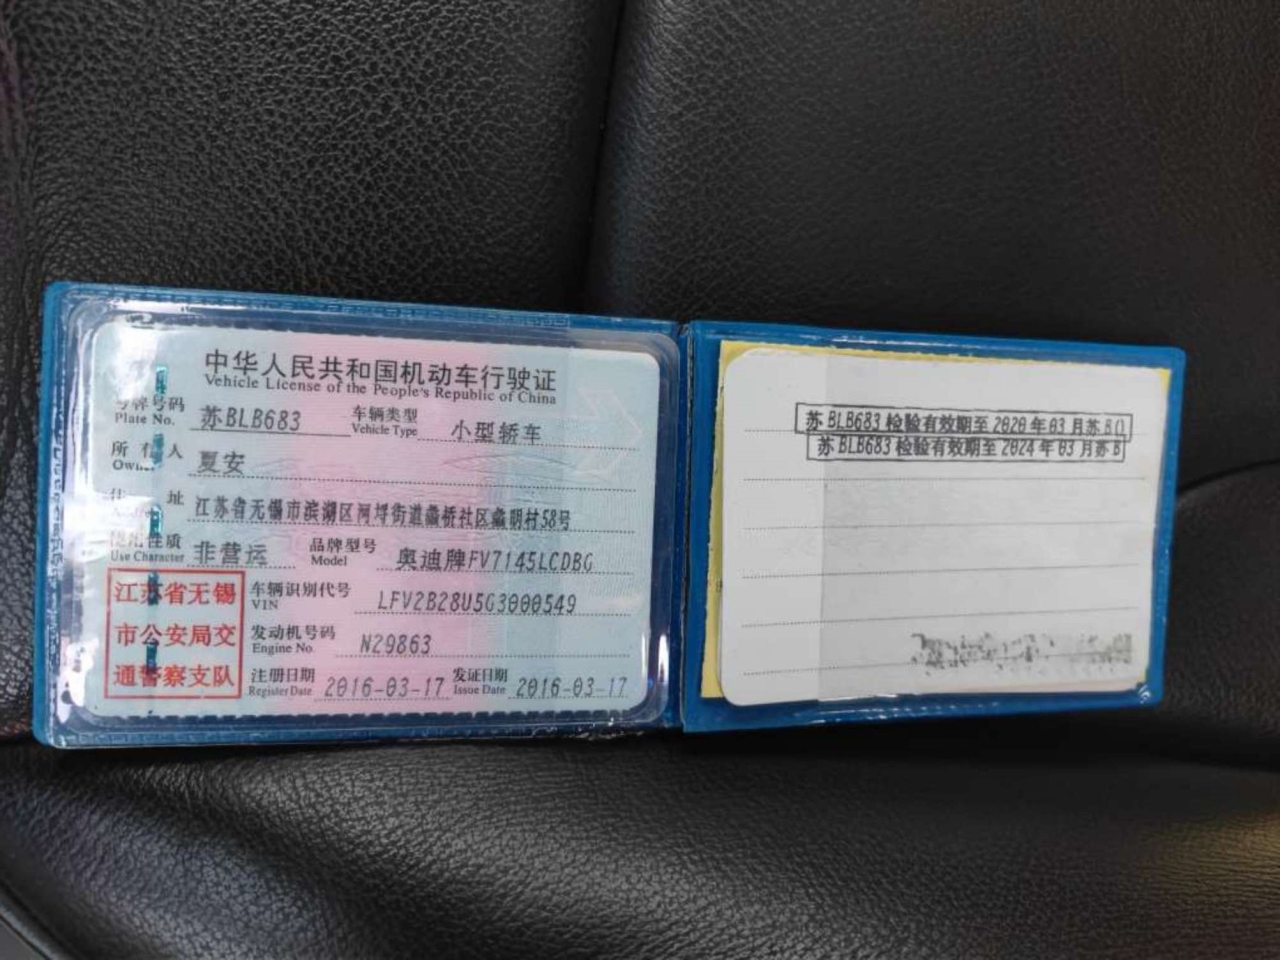 中华人民共和国机动车行驶证
Vehicle License of the People's Republic of China
号牌号码 苏BLB683 车辆类型 小型轿车
Plate No. Vehicle Type
所有人 夏安
Owner
住址 江苏省无锡市滨湖区河埒街道蠡桥社区蠡明村58号
使用性质 非营运 品牌型号 奥迪牌FV7145LCDBG
Use Character Model
江苏省无锡
市公安局交
通警察支队
车辆识别代号 LFV2B28U5G3000549
VIN
发动机号码 N29863
Engine No.
注册日期 2016-03-17 发证日期 2016-03-17
Register Date Issue Date
苏BLB683检验有效期至2020年03月苏B()
苏BLB683检验有效期至2024年03月苏B